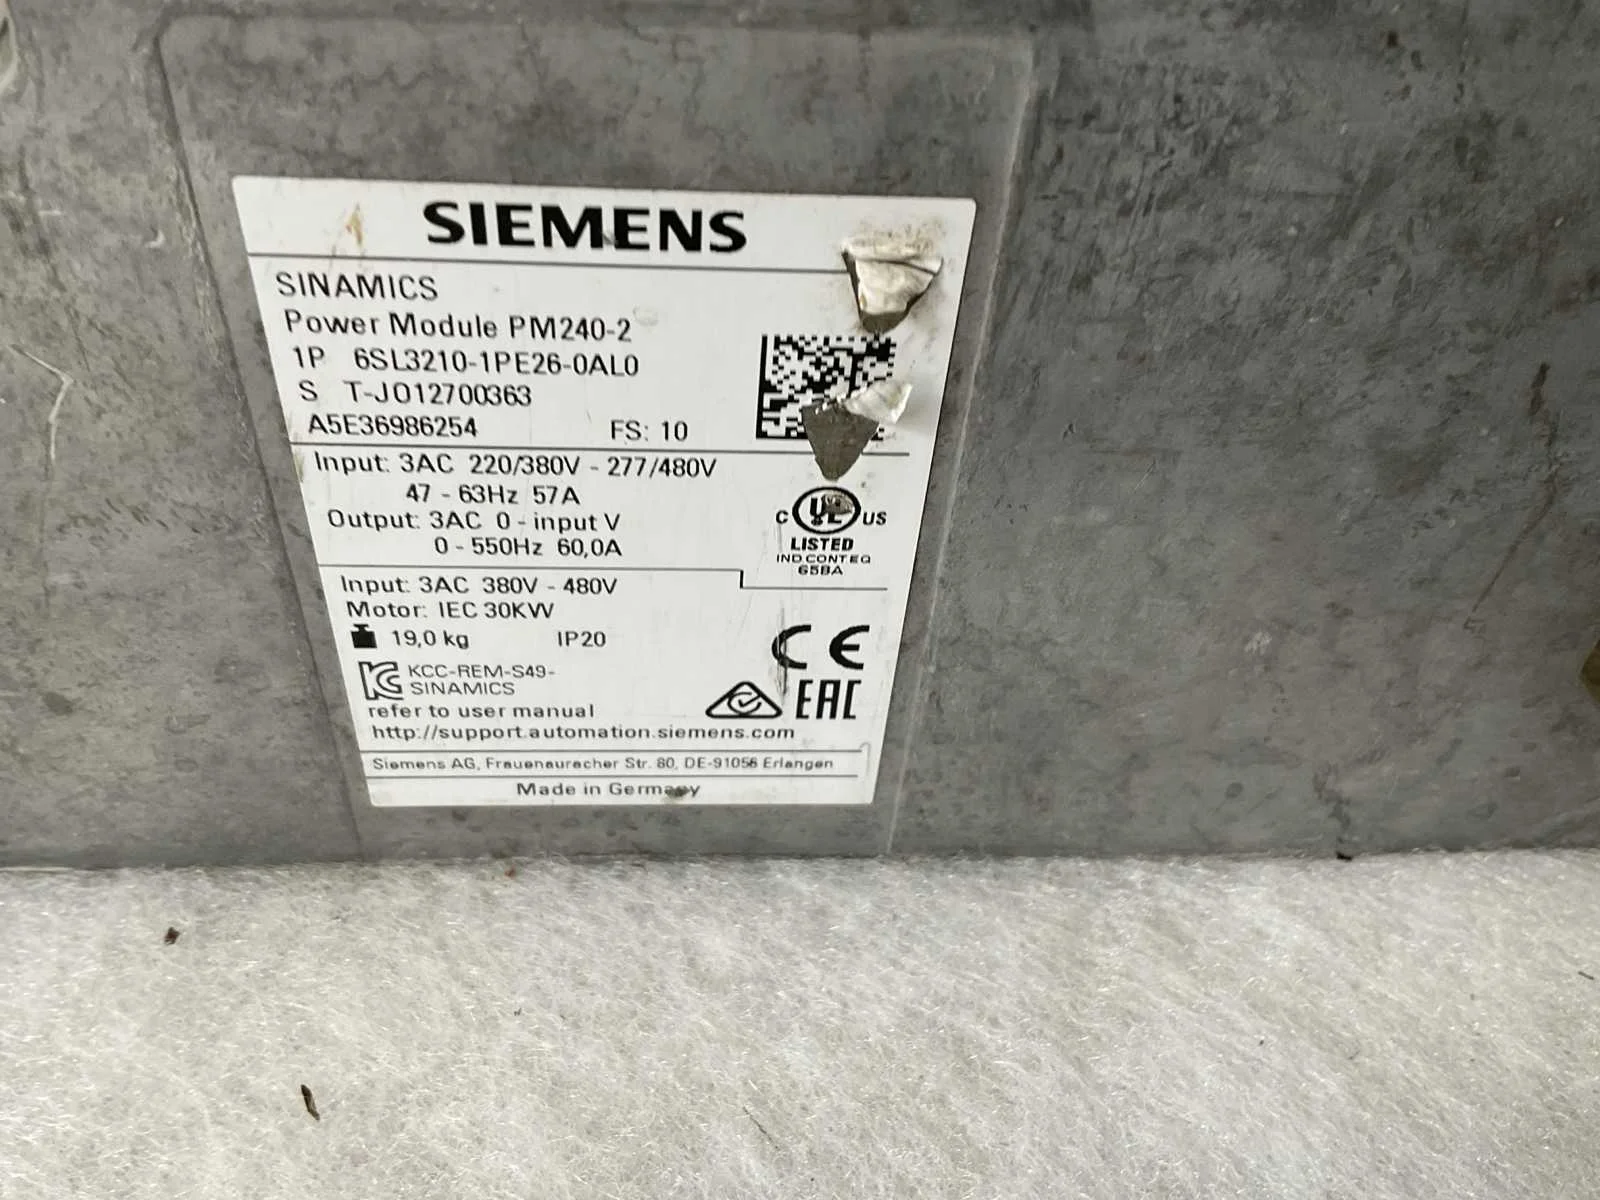 SIEMENS
SINAMICS
Power Module PM240-2
1P 6SL3210-1PE26-0AL0
S T-JO12700363
A5E36986254 FS: 10
Input: 3AC 220/380V - 277/480V
47 - 63Hz 57A
Output: 3AC 0 - input V
0 - 550Hz 60,0A
C UL US
LISTED
IND CONT EQ
65BA
Input: 3AC 380V - 480V
Motor: IEC 30KW
19,0 kg IP20
CE
KCC-REM-S49-
SINAMICS
EAC
refer to user manual
http://support.automation.siemens.com
Siemens AG, Frauenauracher Str. 80, DE-91056 Erlangen
Made in Germany